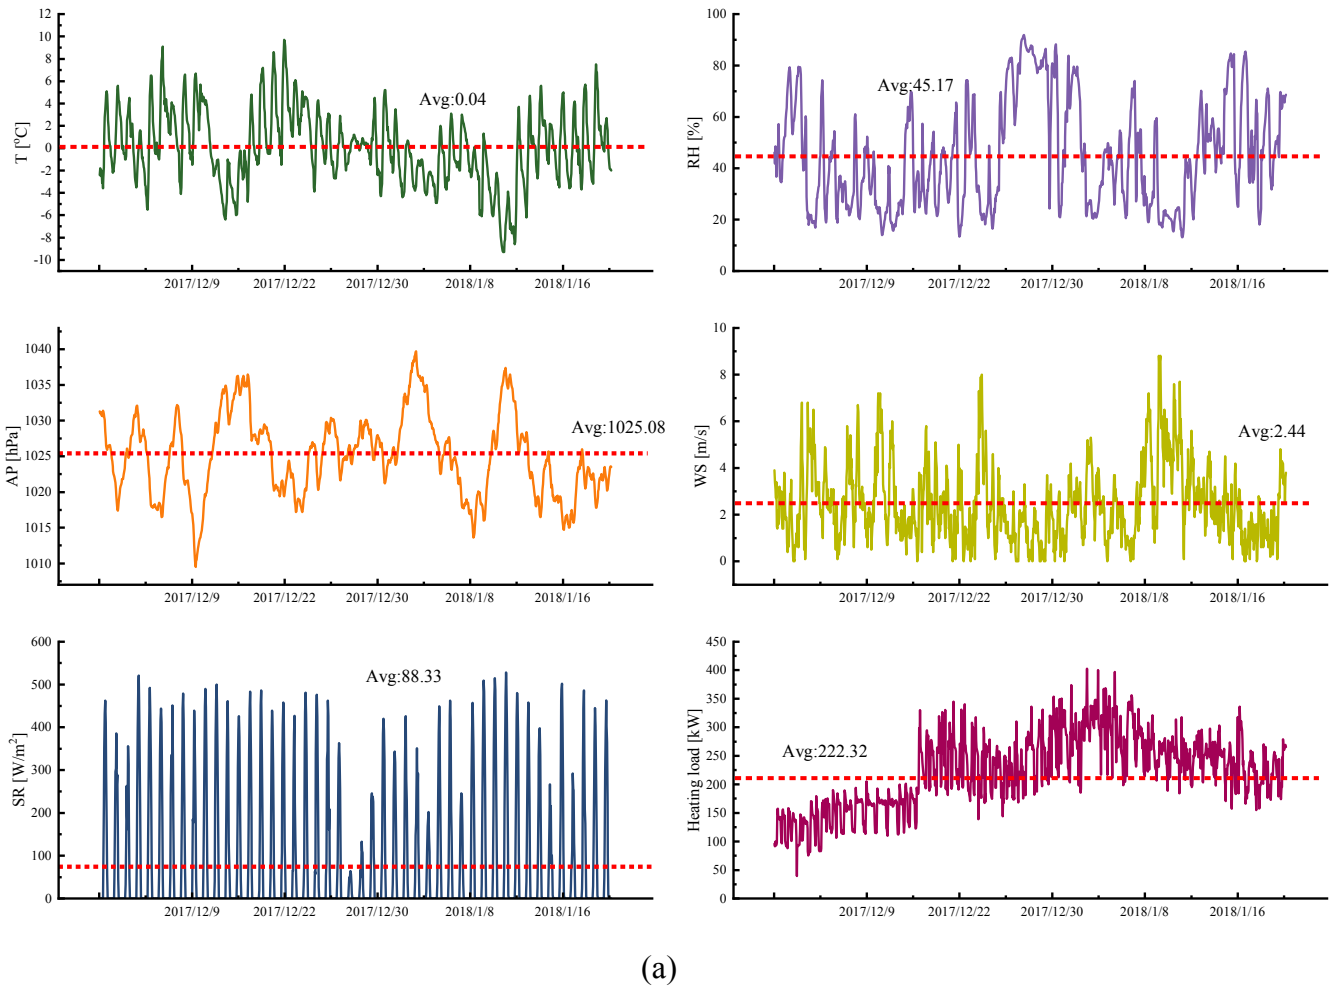 12
10
8
6
4
2
0
-2
-4
-6
-8
-10
T [°C]
Avg:0.04
2017/12/9 2017/12/22 2017/12/30 2018/1/8 2018/1/16
100
80
60
40
20
0
RH [%]
Avg:45.17
2017/12/9 2017/12/22 2017/12/30 2018/1/8 2018/1/16
1040
1035
1030
1025
1020
1015
1010
AP [hPa]
Avg:1025.08
2017/12/9 2017/12/22 2017/12/30 2018/1/8 2018/1/16
10
8
6
4
2
0
WS [m/s]
Avg:2.44
2017/12/9 2017/12/22 2017/12/30 2018/1/8 2018/1/16
600
500
400
300
200
100
0
SR [W/m²]
Avg:88.33
2017/12/9 2017/12/22 2017/12/30 2018/1/8 2018/1/16
450
400
350
300
250
200
150
100
50
0
Heating load [kW]
Avg:222.32
2017/12/9 2017/12/22 2017/12/30 2018/1/8 2018/1/16
(a)